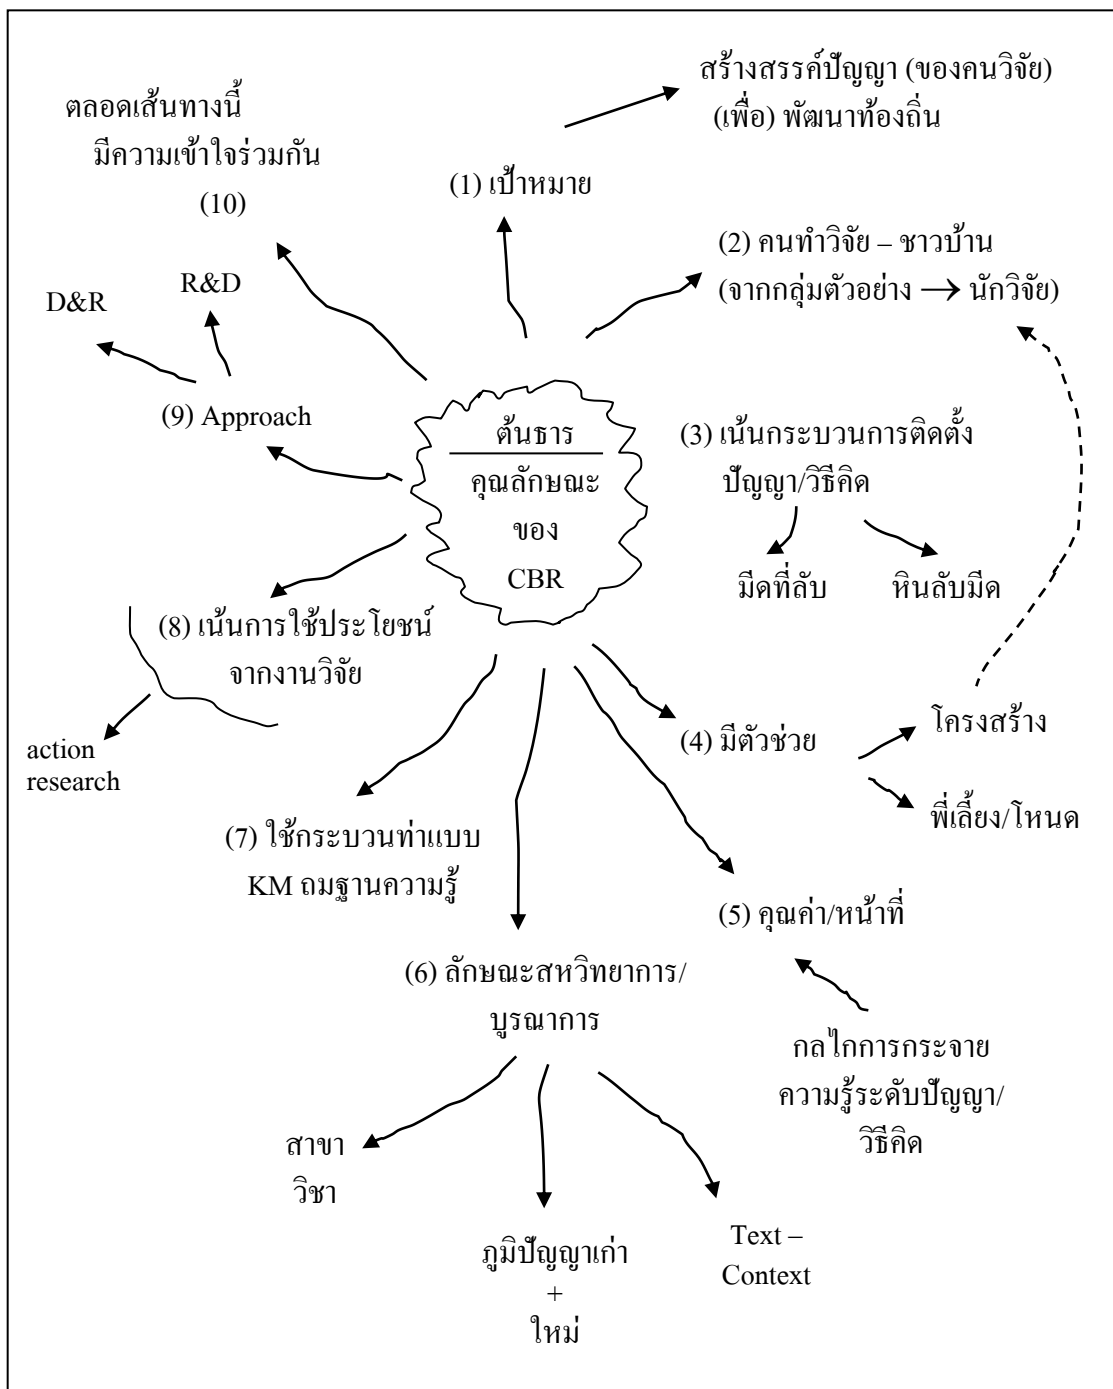 สร้างสรรค์ปัญญา (ของคนวิจัย)
(เพื่อ) พัฒนาท้องถิ่น
ตลอดเส้นทางนี้
มีความเข้าใจร่วมกัน
(10)
(1) เป้าหมาย
(2) คนทำวิจัย – ชาวบ้าน
(จากกลุ่มตัวอย่าง → นักวิจัย)
R&D
D&R
(9) Approach
ต้นธาร
คุณลักษณะ
ของ
CBR
(3) เน้นกระบวนการติดตั้ง
ปัญญา/วิธีคิด
มีดที่ลับ
หินลับมีด
(8) เน้นการใช้ประโยชน์
จากงานวิจัย
action
research
(4) มีตัวช่วย
โครงสร้าง
พี่เลี้ยง/โหนด
(7) ใช้กระบวนท่าแบบ
KM ถมฐานความรู้
(5) คุณค่า/หน้าที่
กลไกการกระจาย
ความรู้ระดับปัญญา/
วิธีคิด
(6) ลักษณะสหวิทยาการ/
บูรณาการ
สาขา
วิชา
ภูมิปัญญาเก่า
+
ใหม่
Text –
Context